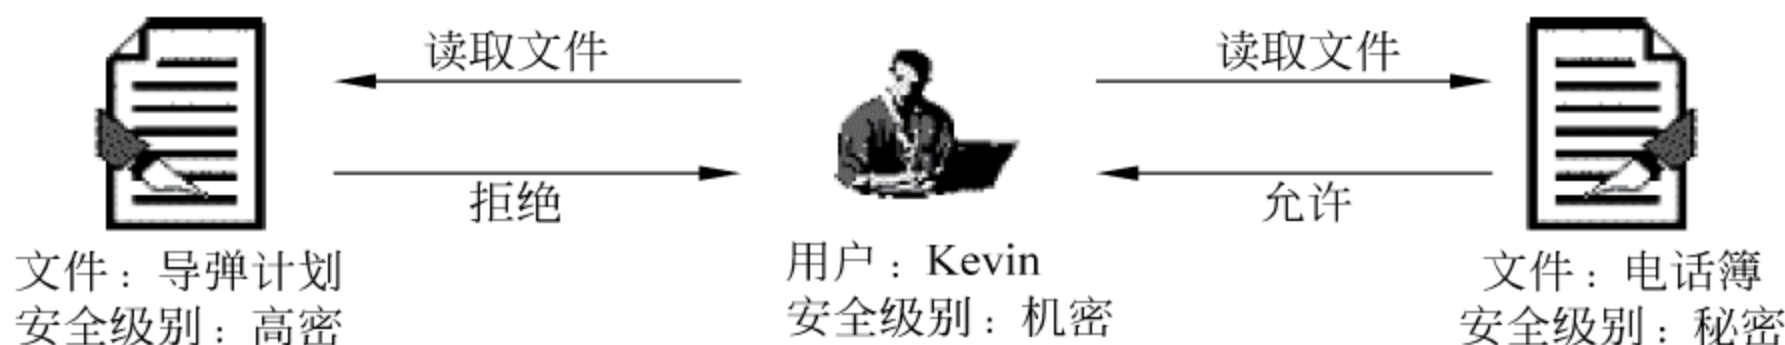 读取文件
读取文件
拒绝
允许
文件：导弹计划
安全级别：高密
用户：Kevin
安全级别：机密
文件：电话簿
安全级别：秘密